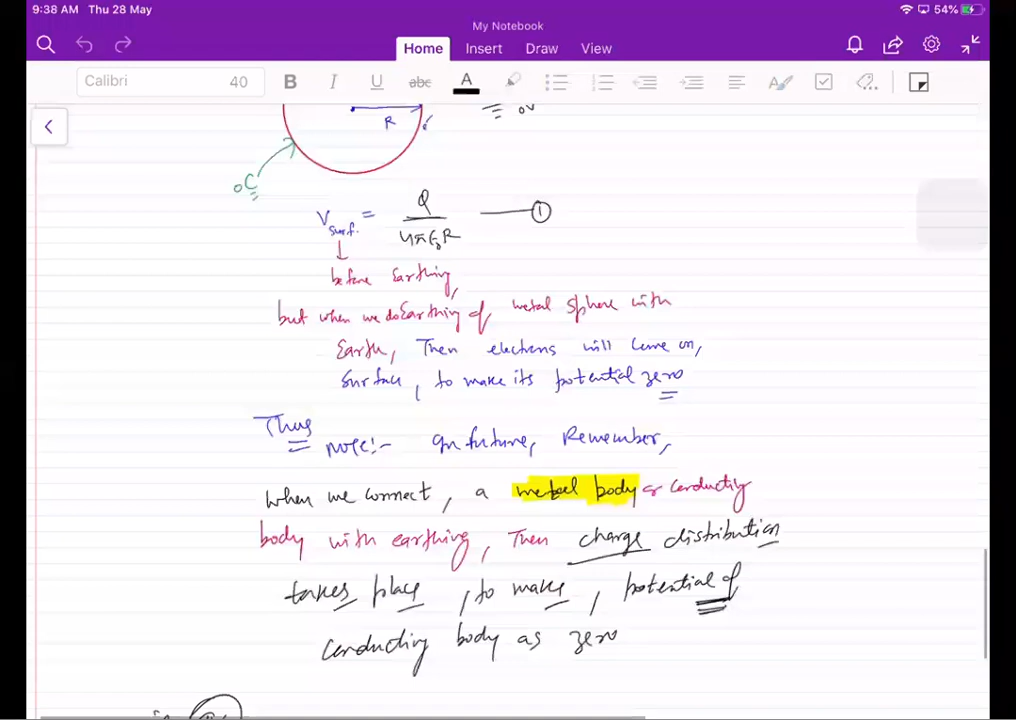 9:38 AM Thu 28 May
54%
My Notebook
Home Insert Draw View
Calibri 40 B I U abc A
R
0V
0C
Vsurf. = Q / 4πε0R —— ①
before Earthing,
but when we do Earthing of metal sphere with
Earth, Then electrons will come on,
Surface, to make its potential zero
Thus
note:- In future, Remember,
when we connect, a metal body or conducting
body with earthing, Then charge distribution
takes place, to make, potential of
conducting body as zero